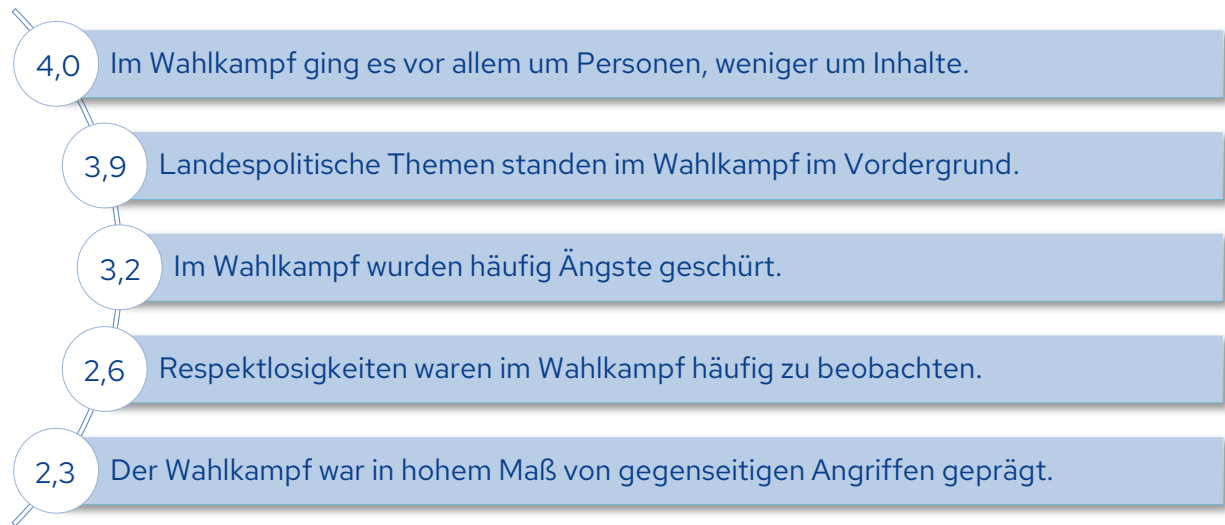 4,0 Im Wahlkampf ging es vor allem um Personen, weniger um Inhalte.
3,9 Landespolitische Themen standen im Wahlkampf im Vordergrund.
3,2 Im Wahlkampf wurden häufig Ängste geschürt.
2,6 Respektlosigkeiten waren im Wahlkampf häufig zu beobachten.
2,3 Der Wahlkampf war in hohem Maß von gegenseitigen Angriffen geprägt.